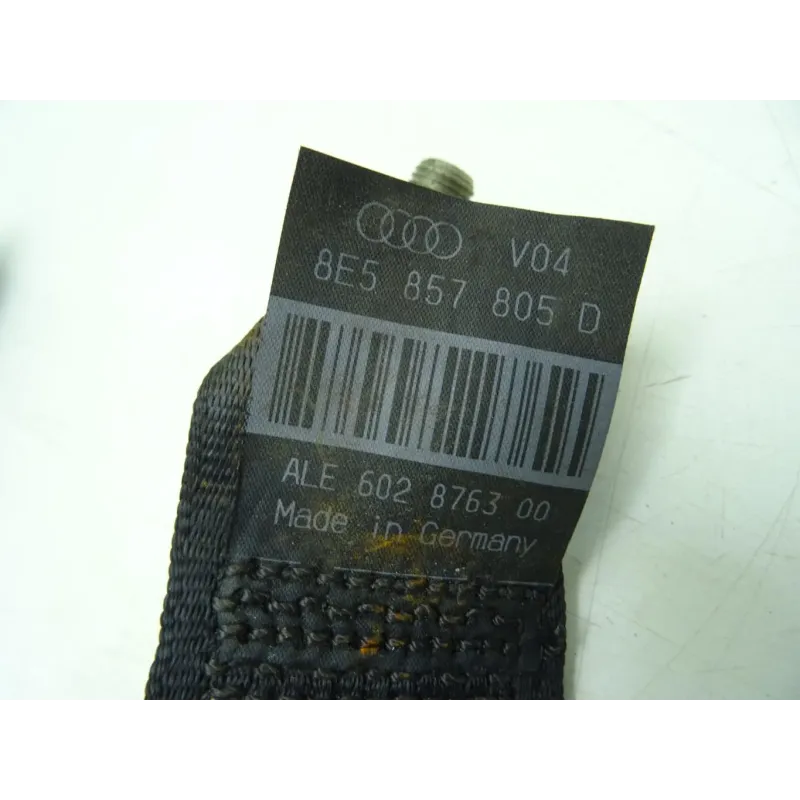 V04
8E5 857 805 D
ALE 602 8763 00
Made in Germany